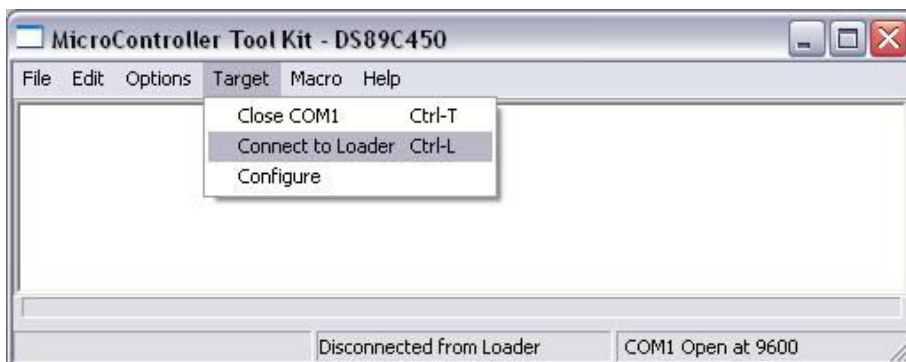 MicroController Tool Kit - DS89C450
File Edit Options Target Macro Help
Close COM1 Ctrl-T
Connect to Loader Ctrl-L
Configure
Disconnected from Loader COM1 Open at 9600